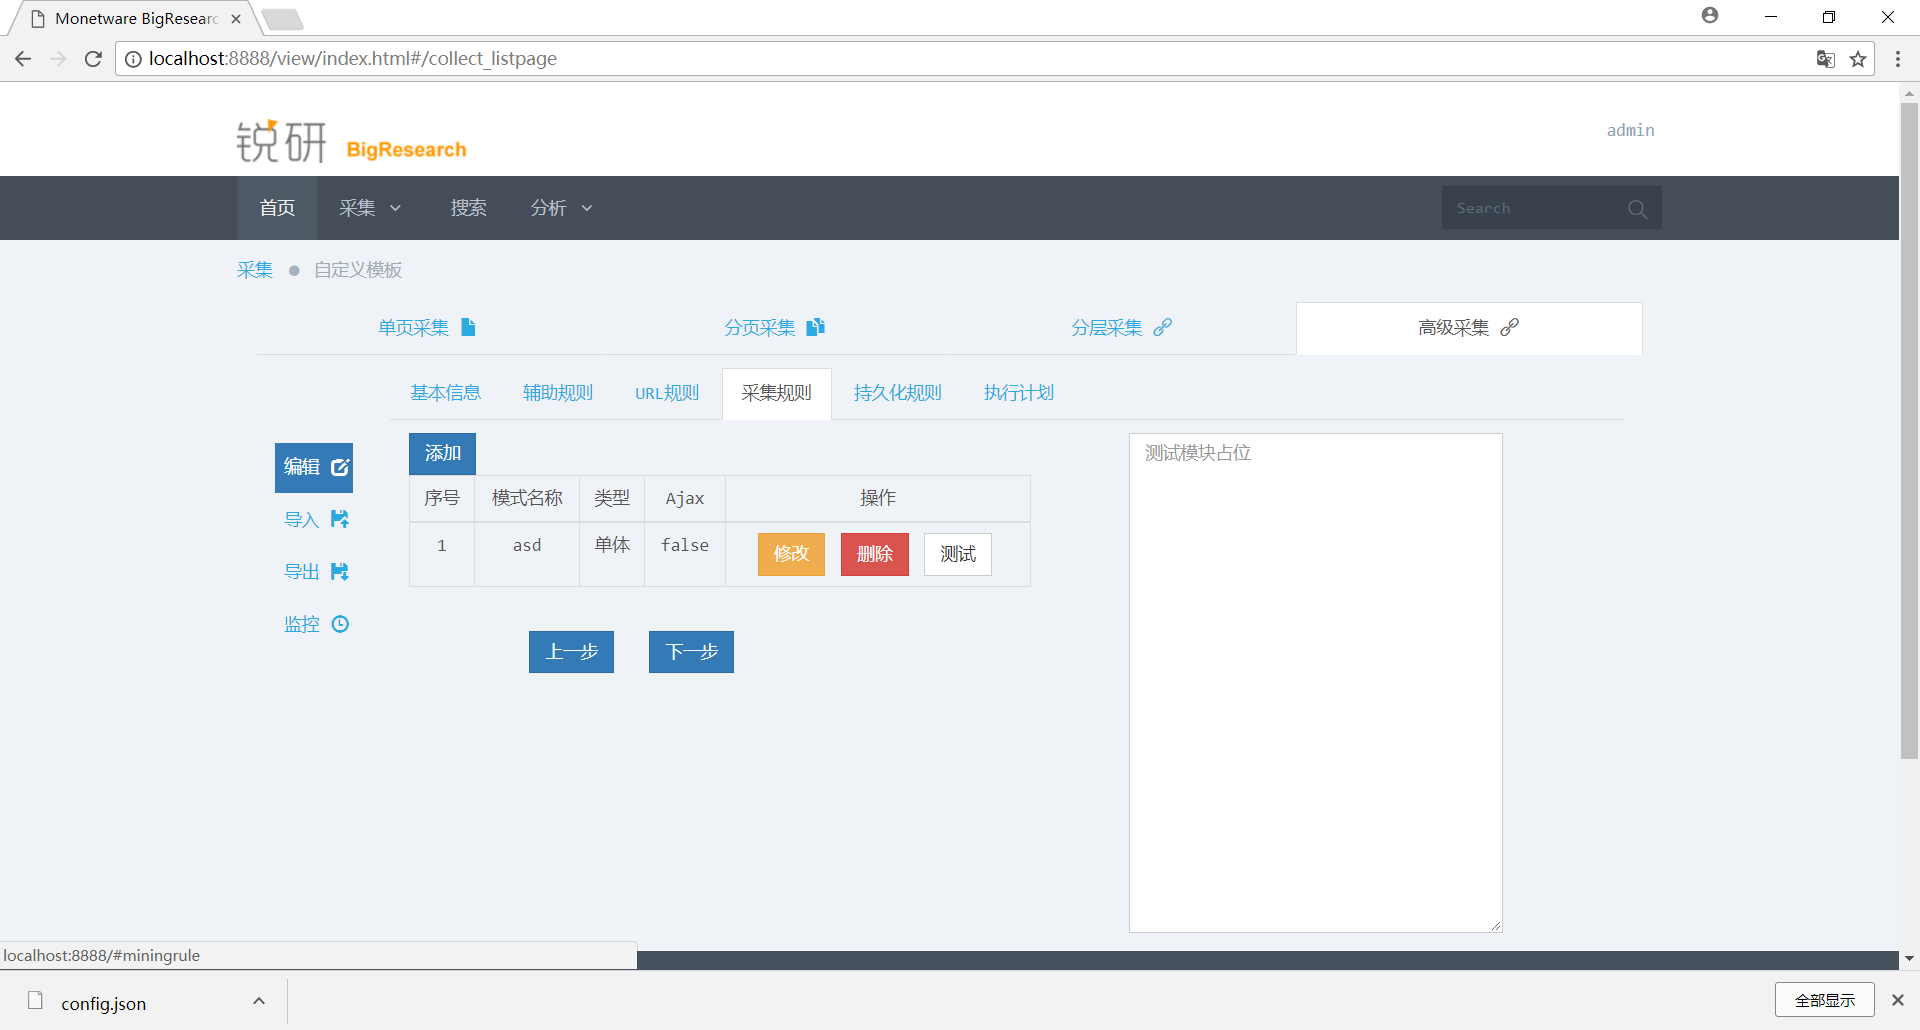 Monetware BigResearc
localhost:8888/view/index.html#/collect_listpage
锐研 BigResearch
admin
首页 采集 搜索 分析 Search
采集 自定义模板
单页采集 分页采集 分层采集 高级采集
基本信息 辅助规则 URL规则 采集规则 持久化规则 执行计划
编辑
导入
导出
监控
添加
序号 模式名称 类型 Ajax 操作
1 asd 单体 false 修改 删除 测试
上一步 下一步
测试模块占位
localhost:8888/#miningrule
config.json
全部显示